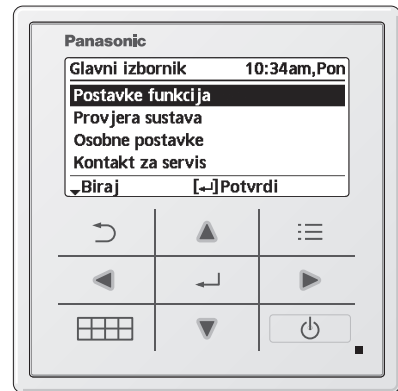 Panasonic
Glavni izbornik 10:34am,Pon
Postavke funkcija
Provjera sustava
Osobne postavke
Kontakt za servis
Biraj [↵]Potvrdi